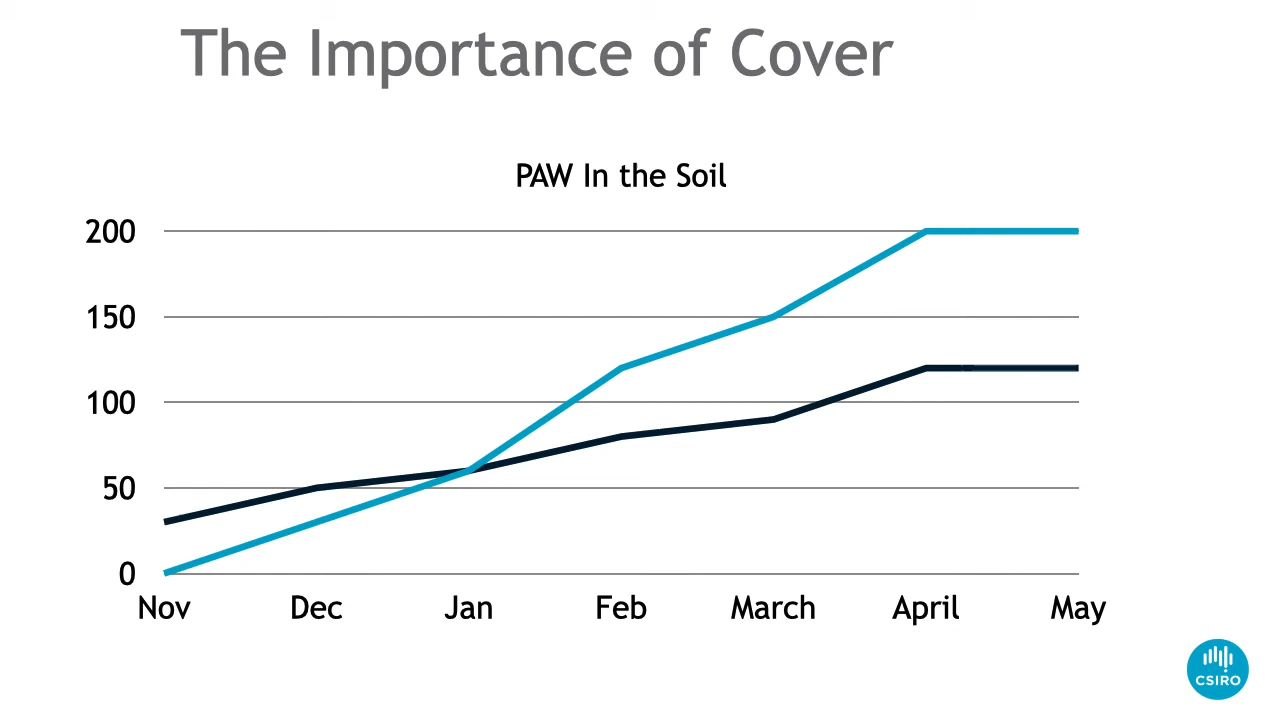 The Importance of Cover
PAW In the Soil
200
150
100
50
0
Nov Dec Jan Feb March April May
CSIRO